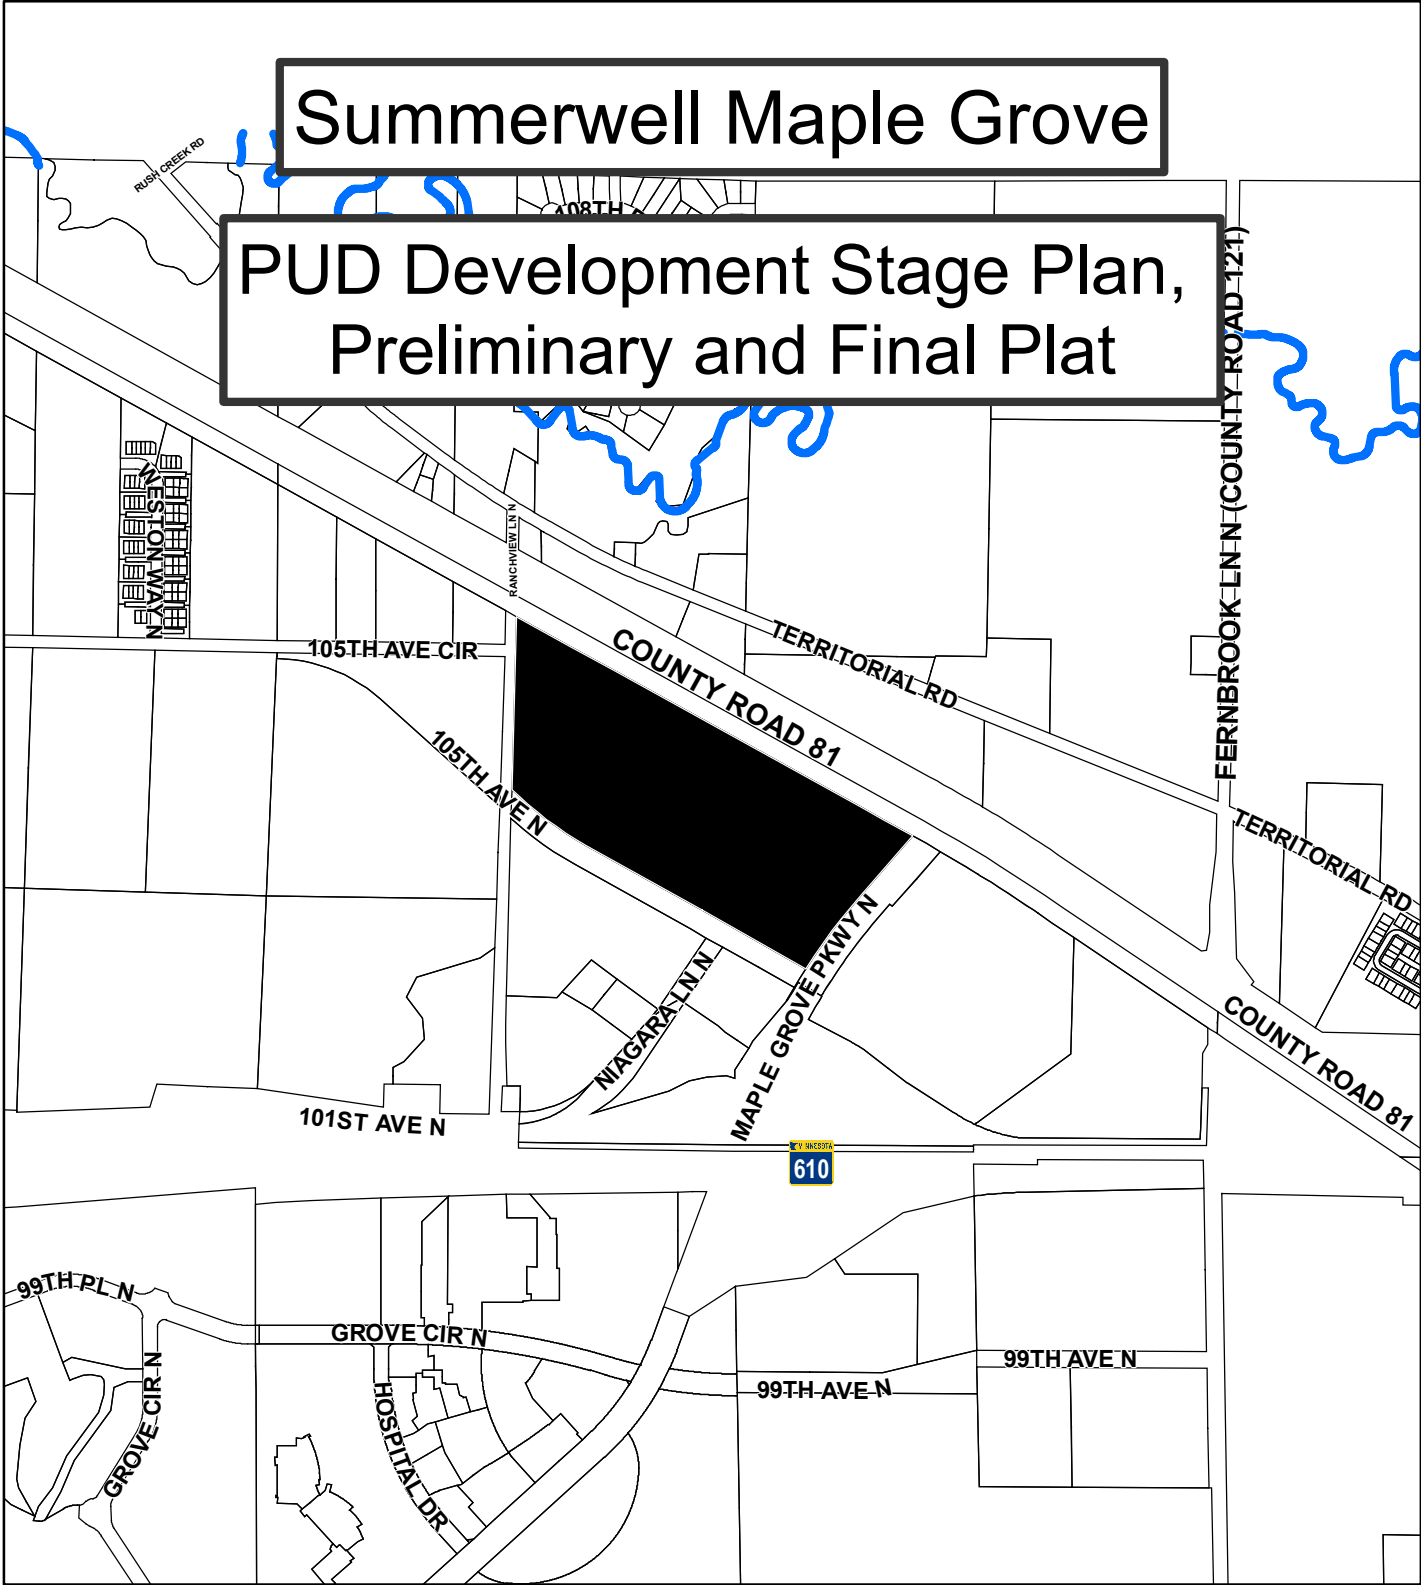 Summerwell Maple Grove
RUSH CREEK RD
108TH
PUD Development Stage Plan,
Preliminary and Final Plat
FERNBROOK LN N (COUNTY ROAD 121)
WESTON WAY N
RANCHVIEW LN N
105TH AVE CIR
COUNTY ROAD 81
TERRITORIAL RD
105TH AVE N
TERRITORIAL RD
NIAGARA LN N
MAPLE GROVE PKWY N
COUNTY ROAD 81
101ST AVE N
MINNESOTA
610
99TH PL N
GROVE CIR N
99TH AVE N
99TH AVE N
GROVE CIR N
HOSPITAL DR